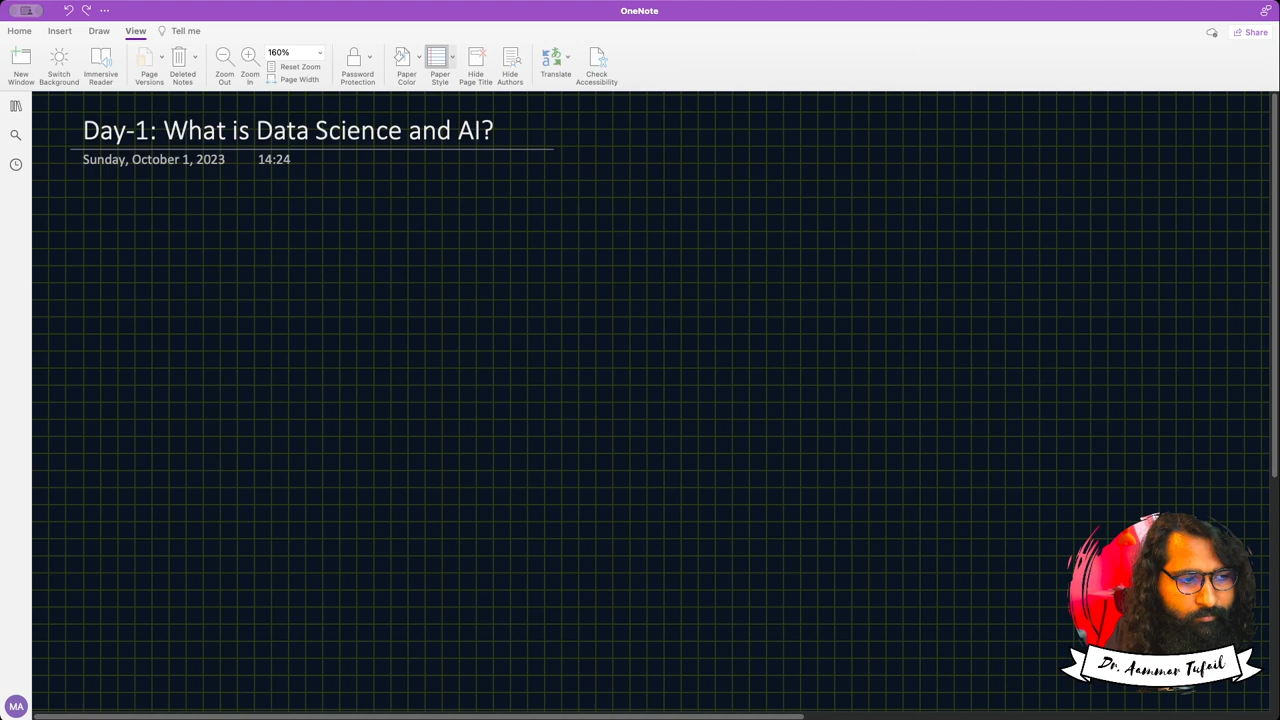 OneNote
Home Insert Draw View Tell me
Share
New Window
Switch Background
Immersive Reader
Page Versions
Deleted Notes
Zoom Out
Zoom In
160%
Reset Zoom
Page Width
Password Protection
Paper Color
Paper Style
Hide Page Title
Hide Authors
Translate
Check Accessibility
Day-1: What is Data Science and AI?
Sunday, October 1, 2023 14:24
Dr. Aammar Tufail
MA